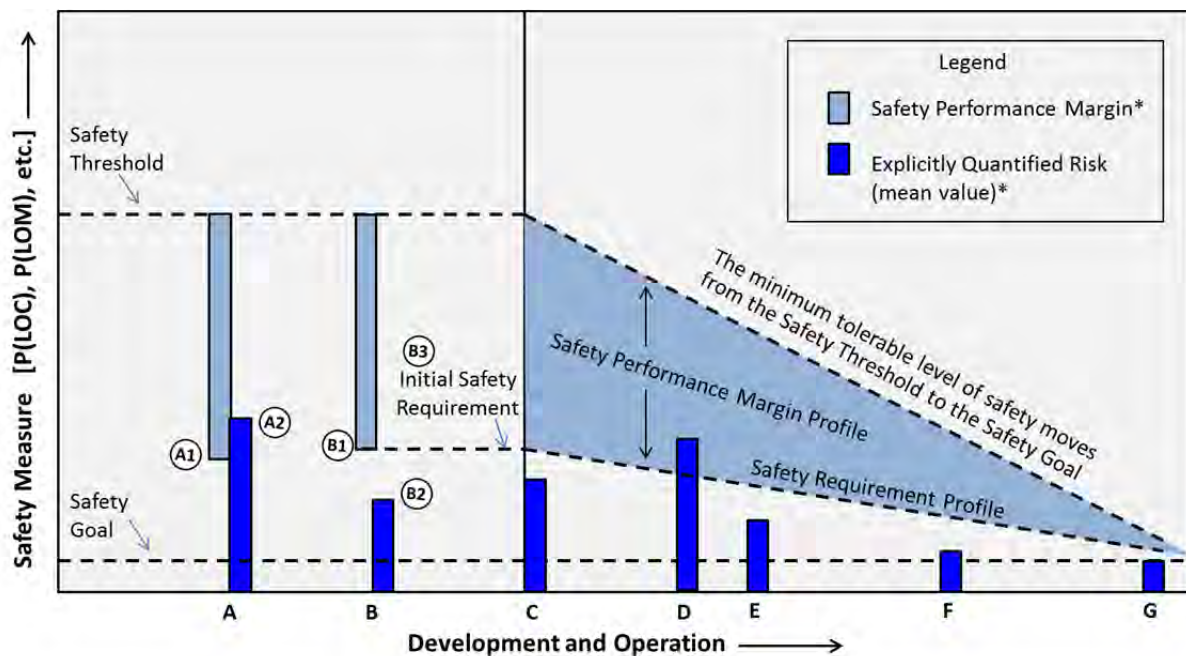 Safety Measure [P(LOC), P(LOM), etc.]
Legend
Safety Performance Margin*
Explicitly Quantified Risk
(mean value)*
Safety
Threshold
The minimum tolerable level of safety moves
from the Safety Threshold to the Safety Goal
B3
Initial Safety
Requirement
Safety Performance Margin Profile
A2
A1
B1
B2
Safety Requirement Profile
Safety
Goal
A
B
C
D
E
F
G
Development and Operation